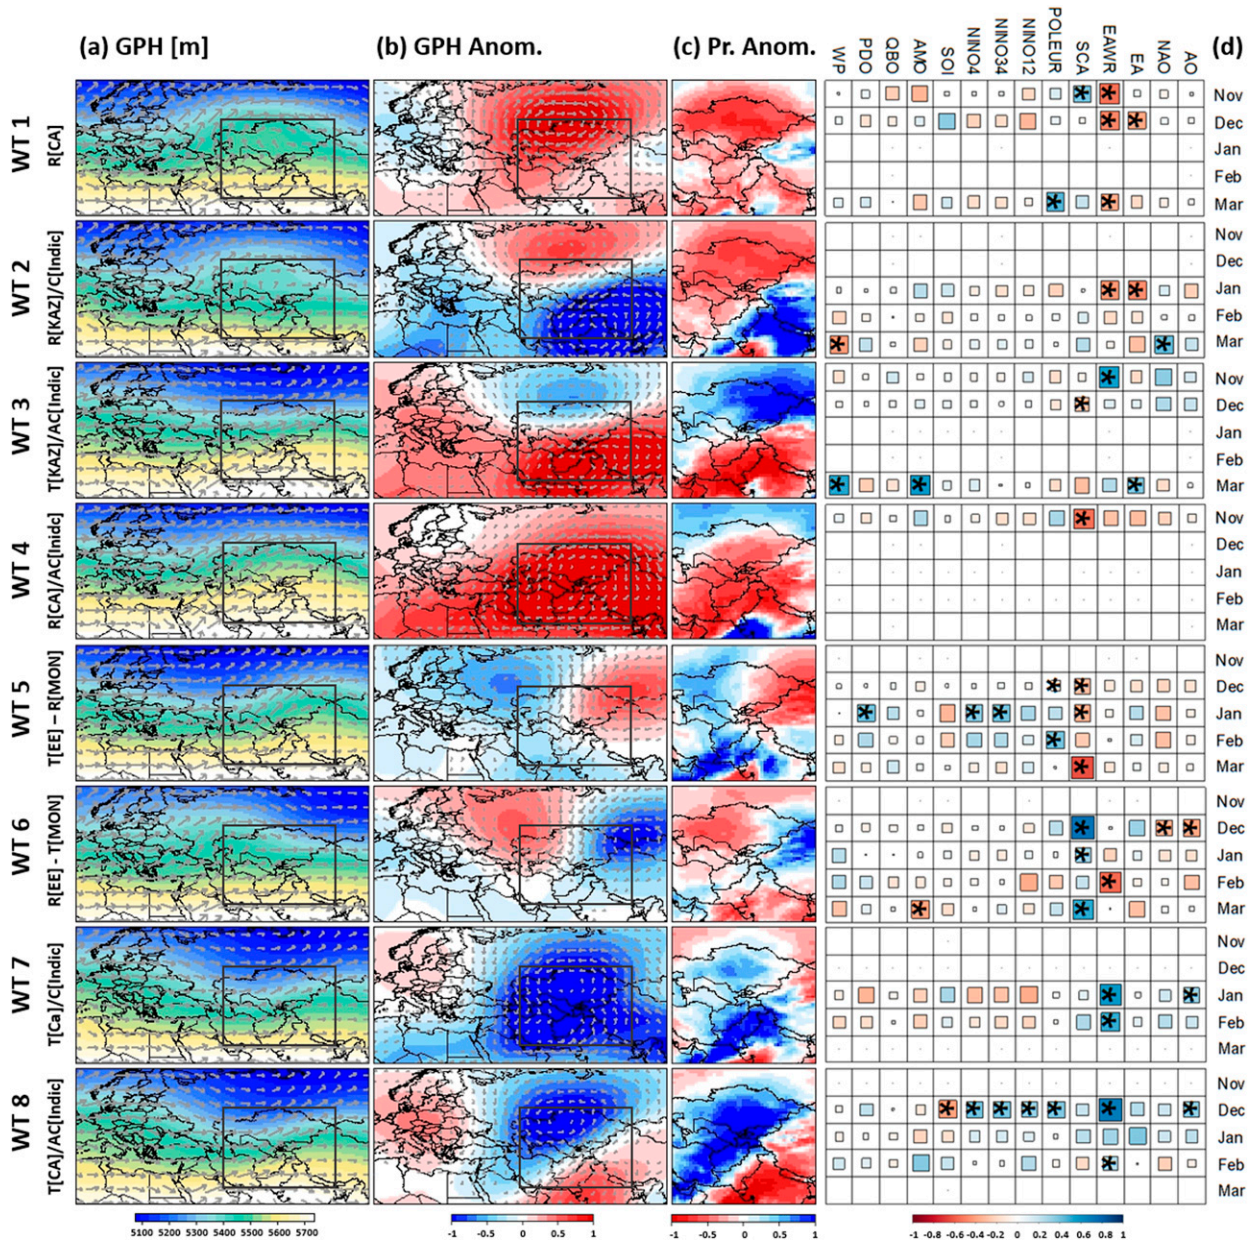 (a) GPH [m]
(b) GPH Anom.
(c) Pr. Anom.
WP
PDO
QBO
AMO
SOI
NINO4
NINO34
NINO12
POLEUR
SCA
EAWR
EA
NAO
AO
(d)
WT 1
R[CA]
Nov
Dec
Jan
Feb
Mar
WT 2
R[KAZ]/C[Indic]
Nov
Dec
Jan
Feb
Mar
WT 3
T[KAZ]/AC[Indic]
Nov
Dec
Jan
Feb
Mar
WT 4
R[CA]/Ac[Inidc]
Nov
Dec
Jan
Feb
Mar
WT 5
T[EE] – R[MON]
Nov
Dec
Jan
Feb
Mar
WT 6
R[EE] - T[MON]
Nov
Dec
Jan
Feb
Mar
WT 7
T[Ca]/C[Indic]
Nov
Dec
Jan
Feb
Mar
WT 8
T[CA]/AC[Indic]
Nov
Dec
Jan
Feb
Mar
5100 5200 5300 5400 5500 5600 5700
-1 -0.5 0 0.5 1
-1 -0.5 0 0.5 1
-1 -0.8 -0.6 -0.4 -0.2 0 0.2 0.4 0.6 0.8 1